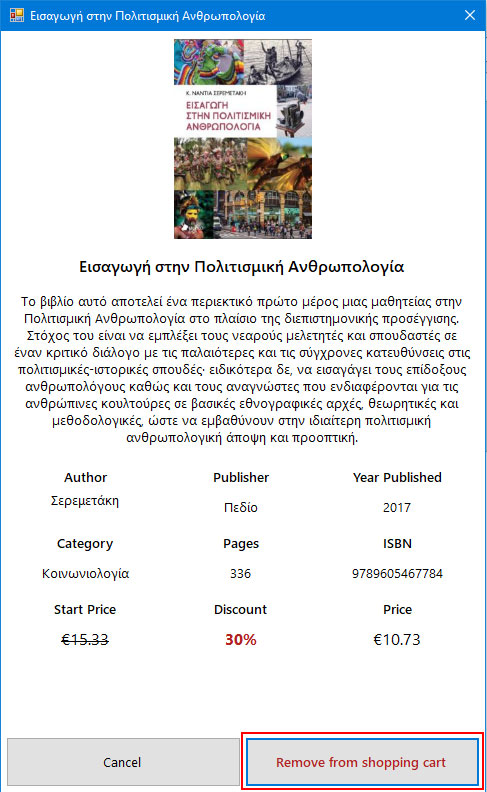 Εισαγωγή στην Πολιτισμική Ανθρωπολογία
Κ. ΝΑΝΤΙΑ ΣΕΡΕΜΕΤΑΚΗ
ΕΙΣΑΓΩΓΗ
ΣΤΗΝ ΠΟΛΙΤΙΣΜΙΚΗ
ΑΝΘΡΩΠΟΛΟΓΙΑ
Εισαγωγή στην Πολιτισμική Ανθρωπολογία
Το βιβλίο αυτό αποτελεί ένα περιεκτικό πρώτο μέρος μιας μαθητείας στην
Πολιτισμική Ανθρωπολογία στο πλαίσιο της διεπιστημονικής προσέγγισης.
Στόχος του είναι να εμπλέξει τους νεαρούς μελετητές και σπουδαστές σε
έναν κριτικό διάλογο με τις παλαιότερες και τις σύγχρονες κατευθύνσεις στις
πολιτισμικές-ιστορικές σπουδές· ειδικότερα δε, να εισαγάγει τους επίδοξους
ανθρωπολόγους καθώς και τους αναγνώστες που ενδιαφέρονται για τις
ανθρώπινες κουλτούρες σε βασικές εθνογραφικές αρχές, θεωρητικές και
μεθοδολογικές, ώστε να εμβαθύνουν στην ιδιαίτερη πολιτισμική
ανθρωπολογική άποψη και προοπτική.
Author Publisher Year Published
Σερεμετάκη Πεδίο 2017
Category Pages ISBN
Κοινωνιολογία 336 9789605467784
Start Price Discount Price
€15.33 30% €10.73
Cancel Remove from shopping cart